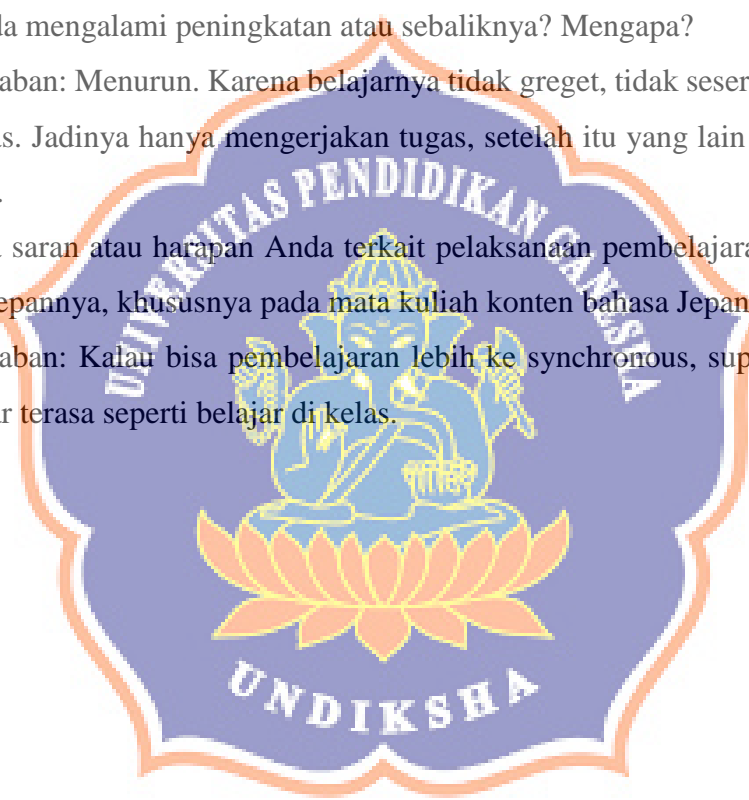 da mengalami peningkatan atau sebaliknya? Mengapa?
aban: Menurun. Karena belajarnya tidak greget, tidak seser
as. Jadinya hanya mengerjakan tugas, setelah itu yang lain
.
saran atau harapan Anda terkait pelaksanaan pembelajara
epannya, khususnya pada mata kuliah konten bahasa Jepan
aban: Kalau bisa pembelajaran lebih ke synchronous, sup
r terasa seperti belajar di kelas.
UNIVERSITAS PENDIDIKAN GANESHA
UNDIKSHA